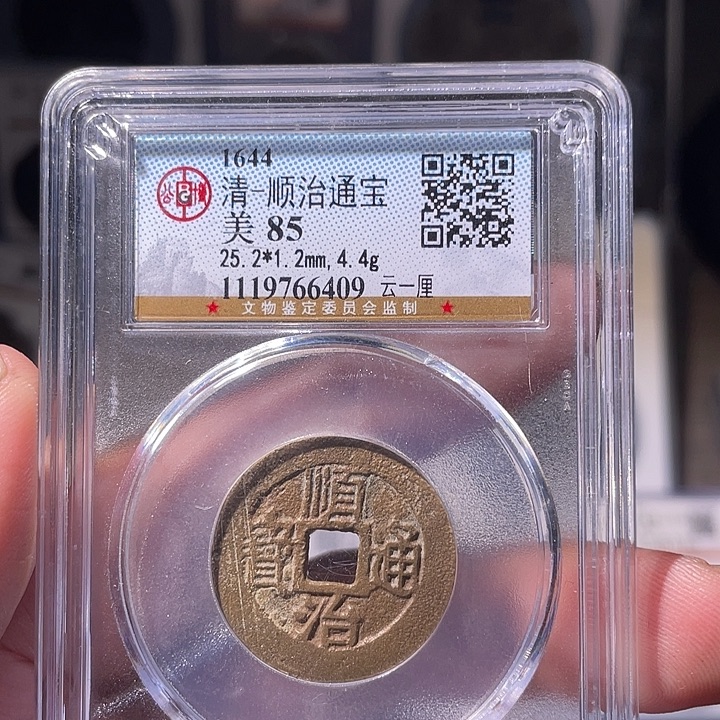 1644
清-顺治通宝
美 85
25.2*1.2mm,4.4g
1119766409 云一厘
★ 文物鉴定委员会监制 ★
順
寶 通
治